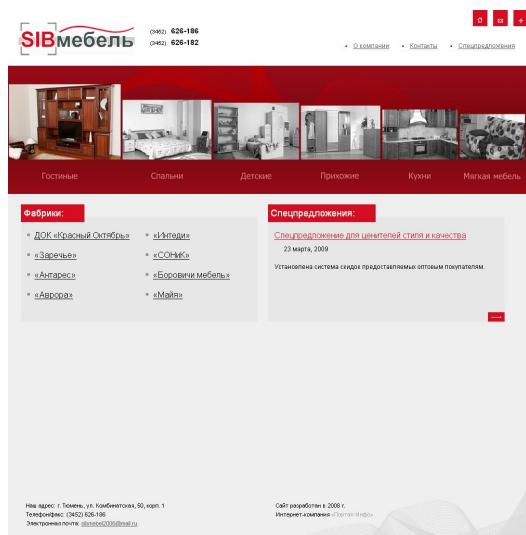 SIBмебель
(3452) 626-186
(3452) 626-182
О компании
Контакты
Спецпредложения
Гостиные
Спальни
Детские
Прихожие
Кухни
Мягкая мебель
Фабрики:
ДОК «Красный Октябрь»
«Заречье»
«Антарес»
«Аврора»
«Интеди»
«СОНиК»
«Боровичи мебель»
«Майя»
Спецпредложения:
Спецпредложение для ценителей стиля и качества
23 марта, 2009
Установлена система скидок предоставляемых оптовым покупателям.
Наш адрес: г. Тюмень, ул. Комбинатская, 50, корп. 1
Телефон/факс: (3452) 626-186
Электронная почта: sibmebel2006@mail.ru
Сайт разработан в 2008 г.
Интернет-компания «Портал Инфо»